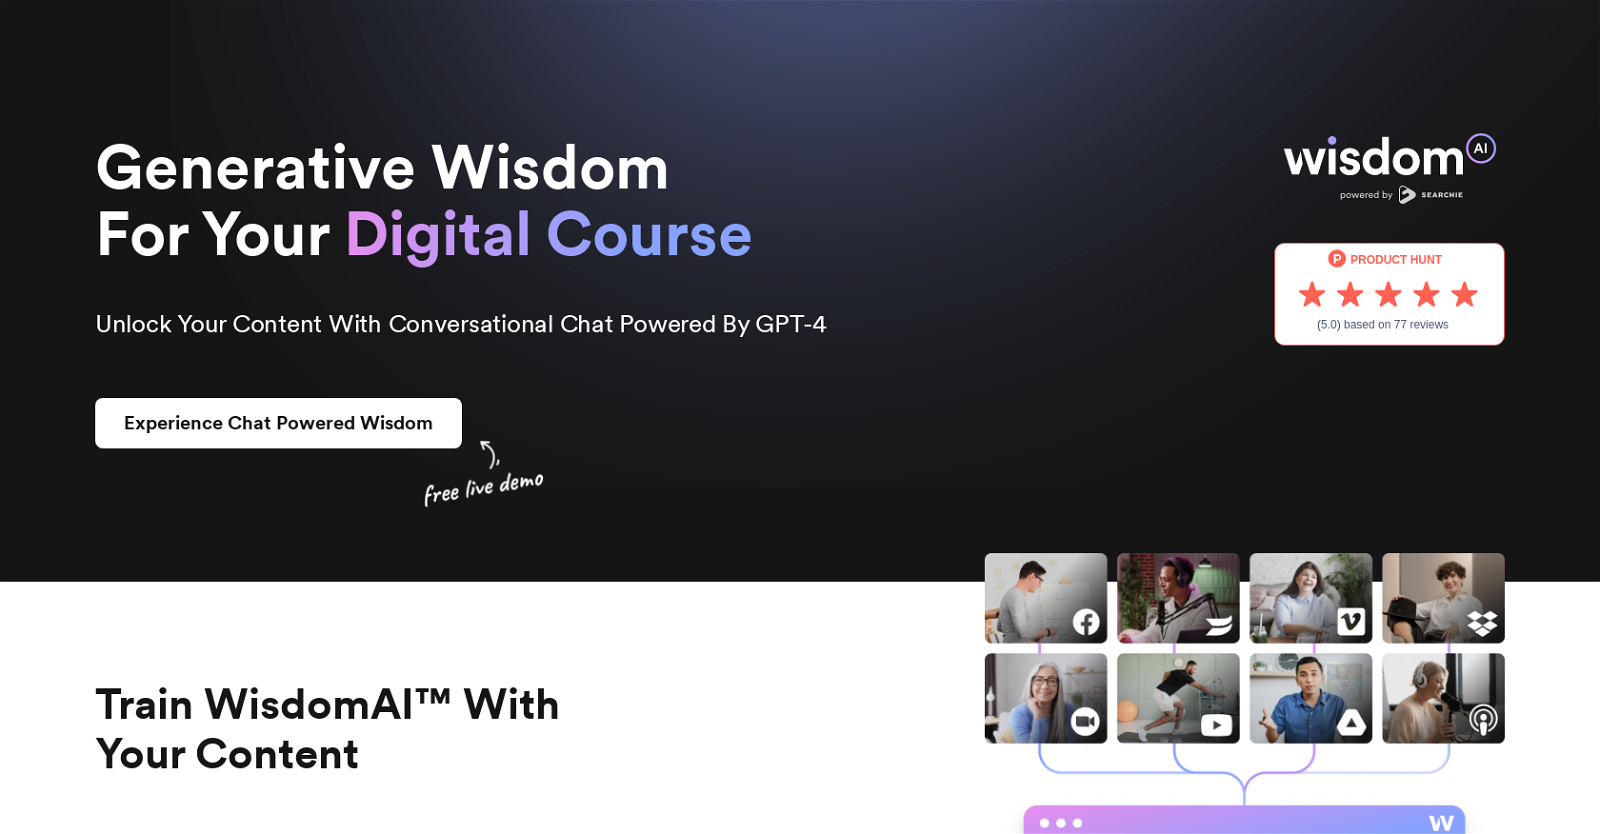 Generative Wisdom
For Your Digital Course
Unlock Your Content With Conversational Chat Powered By GPT-4
Experience Chat Powered Wisdom
free live demo
wisdom AI
powered by SEARCHIE
P PRODUCT HUNT
(5.0) based on 77 reviews
Train WisdomAI™ With
Your Content
W